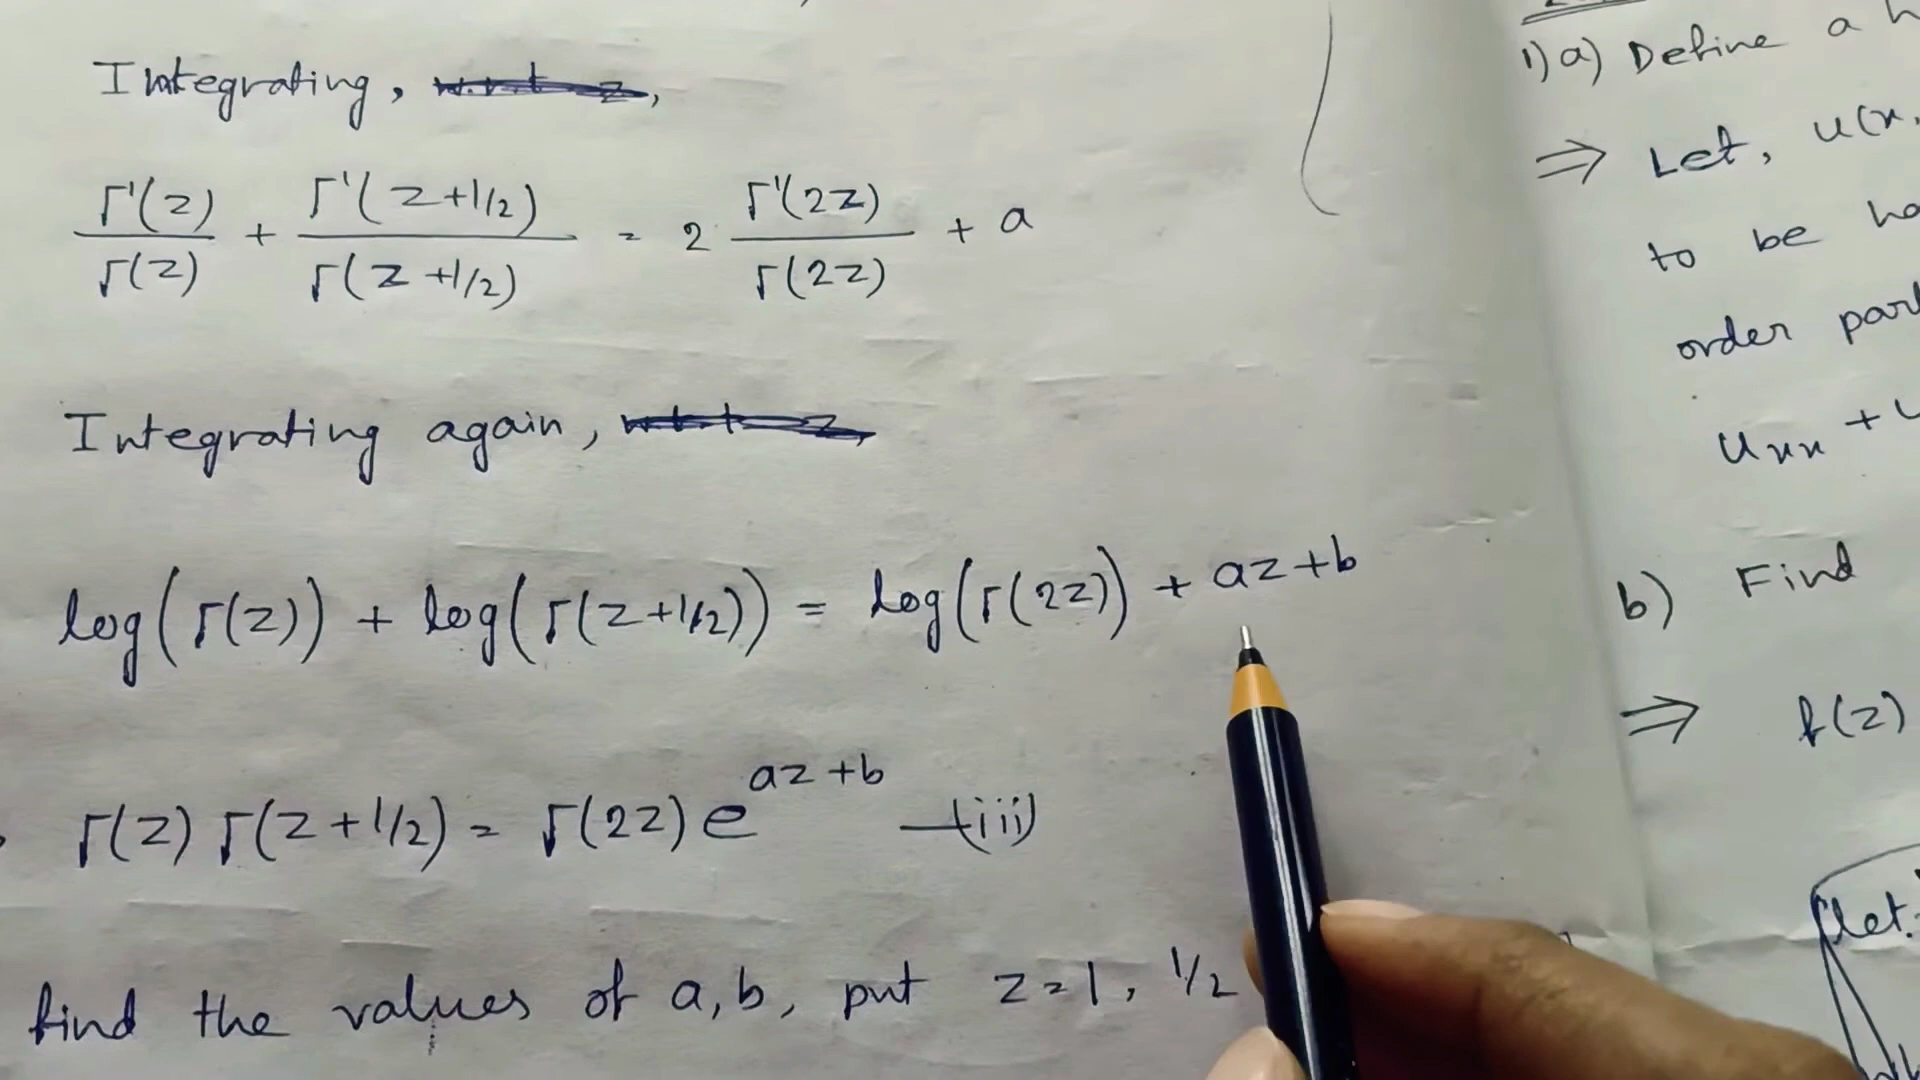 Integrating,
Γ'(z)/Γ(z) + Γ'(z+1/2)/Γ(z+1/2) = 2 Γ'(2z)/Γ(2z) + a
Integrating again,
log(Γ(z)) + log(Γ(z+1/2)) = log(Γ(2z)) + az+b
Γ(z) Γ(z+1/2) = Γ(2z) e^{az+b} —(iii)
find the values of a, b, put z=1, 1/2
1) a) Define a
⇒ Let, u(x,
to be
order
u_{xx} +
b) Find
⇒ f(z)
let.